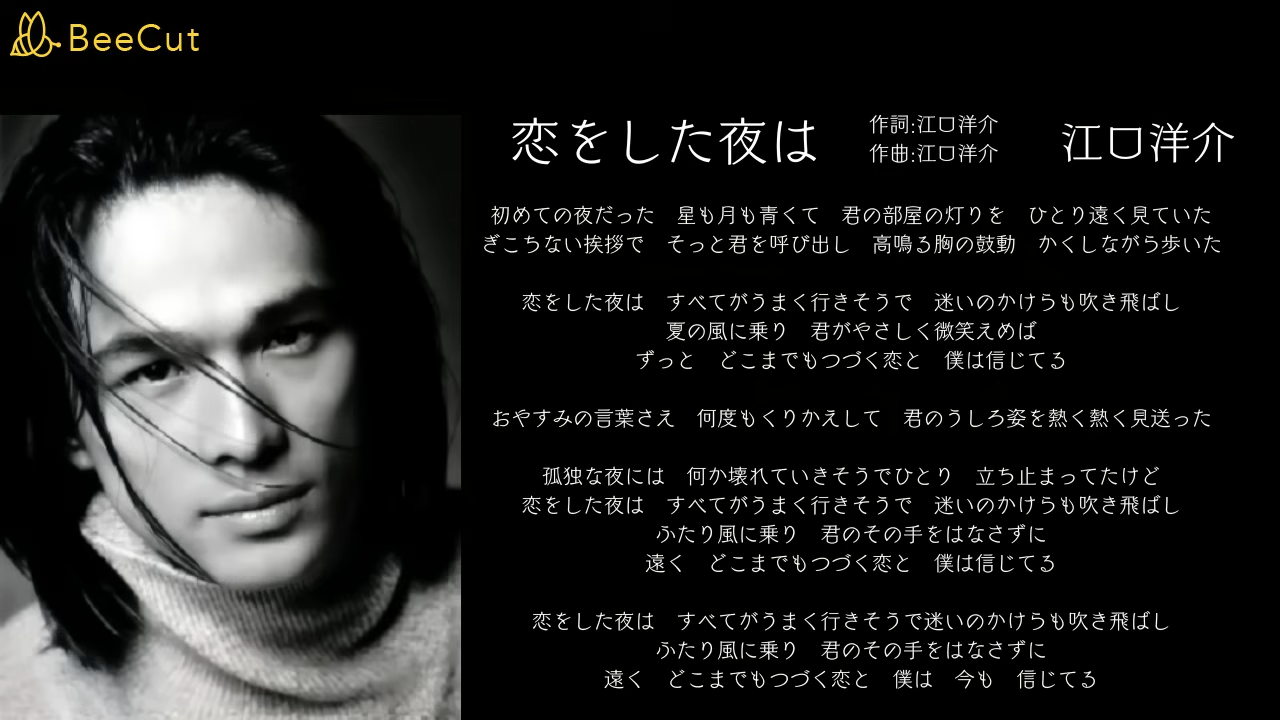 BeeCut
恋をした夜は
作詞:江口洋介
作曲:江口洋介
江口洋介
初めての夜だった　星も月も青くて　君の部屋の灯りを　ひとり遠く見ていた
ぎこちない挨拶で　そっと君を呼び出し　高鳴る胸の鼓動　かくしながら歩いた
恋をした夜は　すべてがうまく行きそうで　迷いのかけらも吹き飛ばし
夏の風に乗り　君がやさしく微笑えめば
ずっと　どこまでもつづく恋と　僕は信じてる
おやすみの言葉さえ　何度もくりかえして　君のうしろ姿を熱く熱く見送った
孤独な夜には　何か壊れていきそうでひとり　立ち止まってたけど
恋をした夜は　すべてがうまく行きそうで　迷いのかけらも吹き飛ばし
ふたり風に乗り　君のその手をはなさずに
遠く　どこまでもつづく恋と　僕は信じてる
恋をした夜は　すべてがうまく行きそうで迷いのかけらも吹き飛ばし
ふたり風に乗り　君のその手をはなさずに
遠く　どこまでもつづく恋と　僕は　今も　信じてる